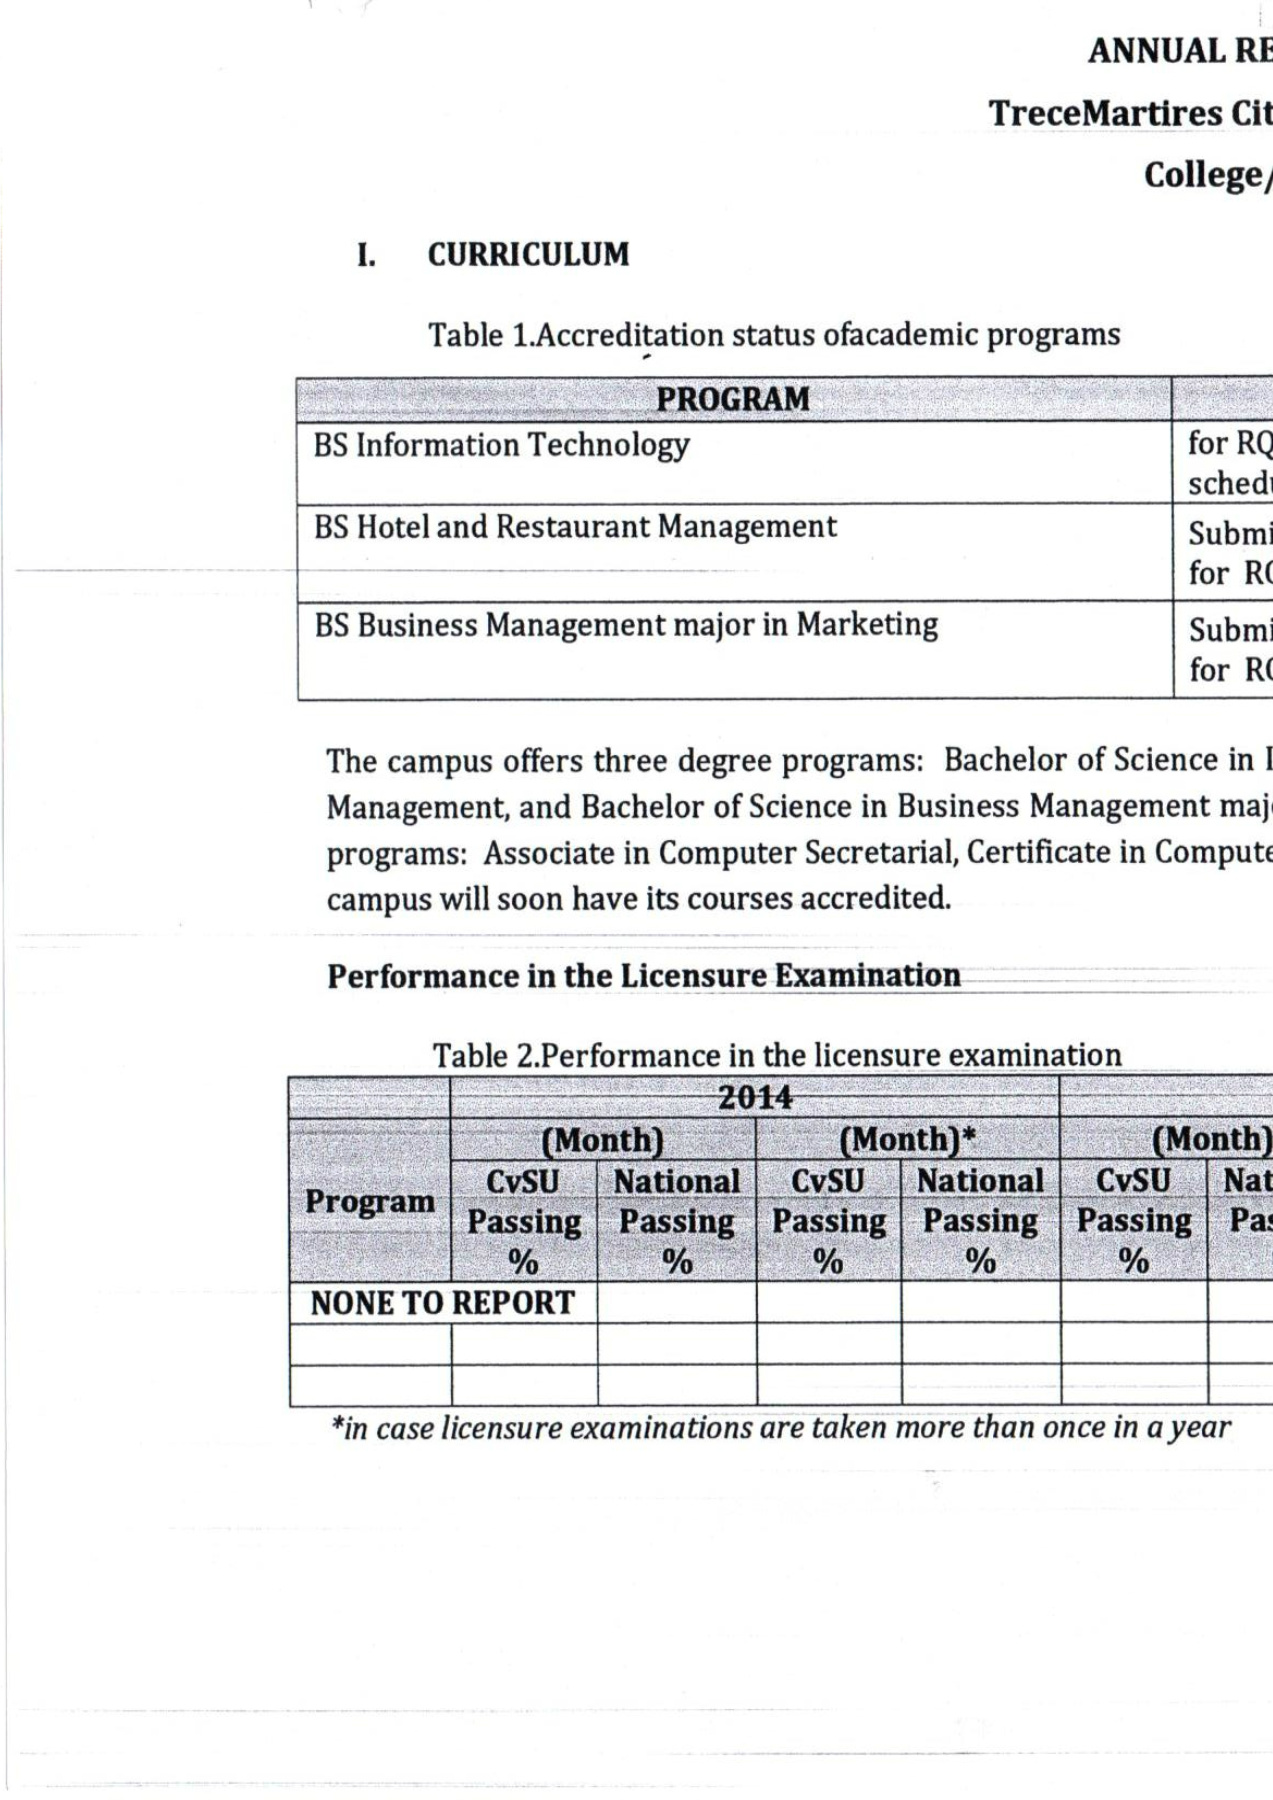 ANNUAL RE
TreceMartires Cit
College/
I. CURRICULUM
Table 1.Accreditation status ofacademic programs
PROGRAM
BS Information Technology for RQ
schedu
BS Hotel and Restaurant Management Submi
for RQ
BS Business Management major in Marketing Submi
for RQ
The campus offers three degree programs: Bachelor of Science in I
Management, and Bachelor of Science in Business Management majo
programs: Associate in Computer Secretarial, Certificate in Compute
campus will soon have its courses accredited.
Performance in the Licensure Examination
Table 2.Performance in the licensure examination
2014
(Month) (Month)* (Month)
Program
CvSU National CvSU National CvSU Nat
Passing Passing Passing Passing Passing Pas
% % % % %
NONE TO REPORT
*in case licensure examinations are taken more than once in a year